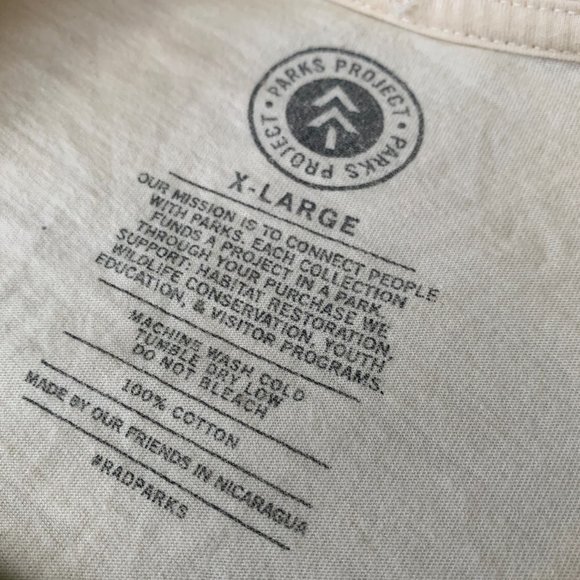 PARKS PROJECT • PARKS PROJECT •
X-LARGE
OUR MISSION IS TO CONNECT PEOPLE
WITH PARKS. EACH COLLECTION
FUNDS A PROJECT IN A PARK.
THROUGH YOUR PURCHASE WE
SUPPORT: HABITAT RESTORATION,
WILDLIFE CONSERVATION, YOUTH
EDUCATION, & VISITOR PROGRAMS.
MACHINE WASH COLD
TUMBLE DRY LOW
DO NOT BLEACH
100% COTTON
MADE BY OUR FRIENDS IN NICARAGUA
#RADPARKS